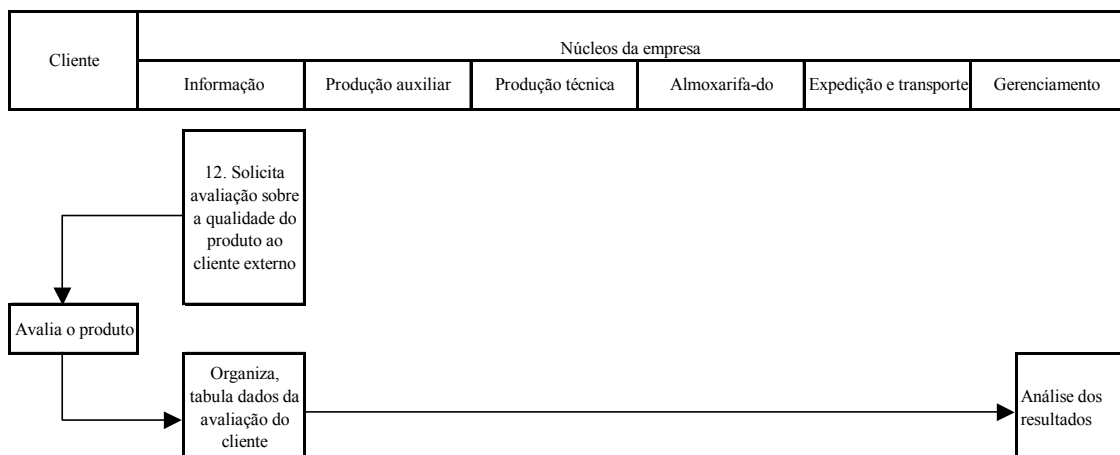 Cliente
Núcleos da empresa
Informação
Produção auxiliar
Produção técnica
Almoxarifa-do
Expedição e transporte
Gerenciamento
12. Solicita
avaliação sobre
a qualidade do
produto ao
cliente externo
Avalia o produto
Organiza,
tabula dados da
avaliação do
cliente
Análise dos
resultados